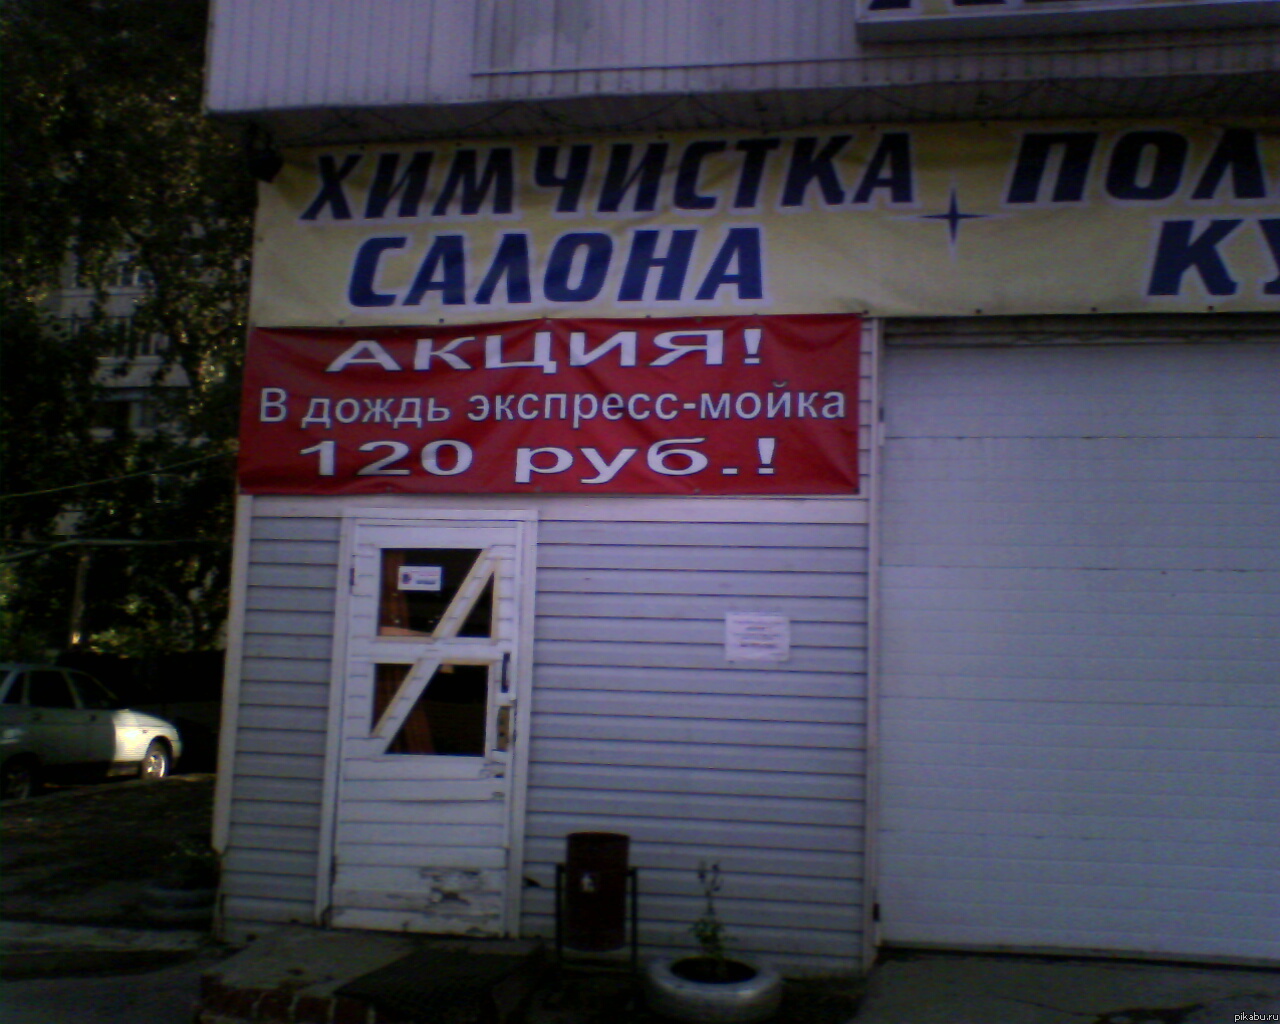 ХИМЧИСТКА
САЛОНА
АКЦИЯ!
В дождь экспресс-мойка
120 руб.!
pikabu.ru